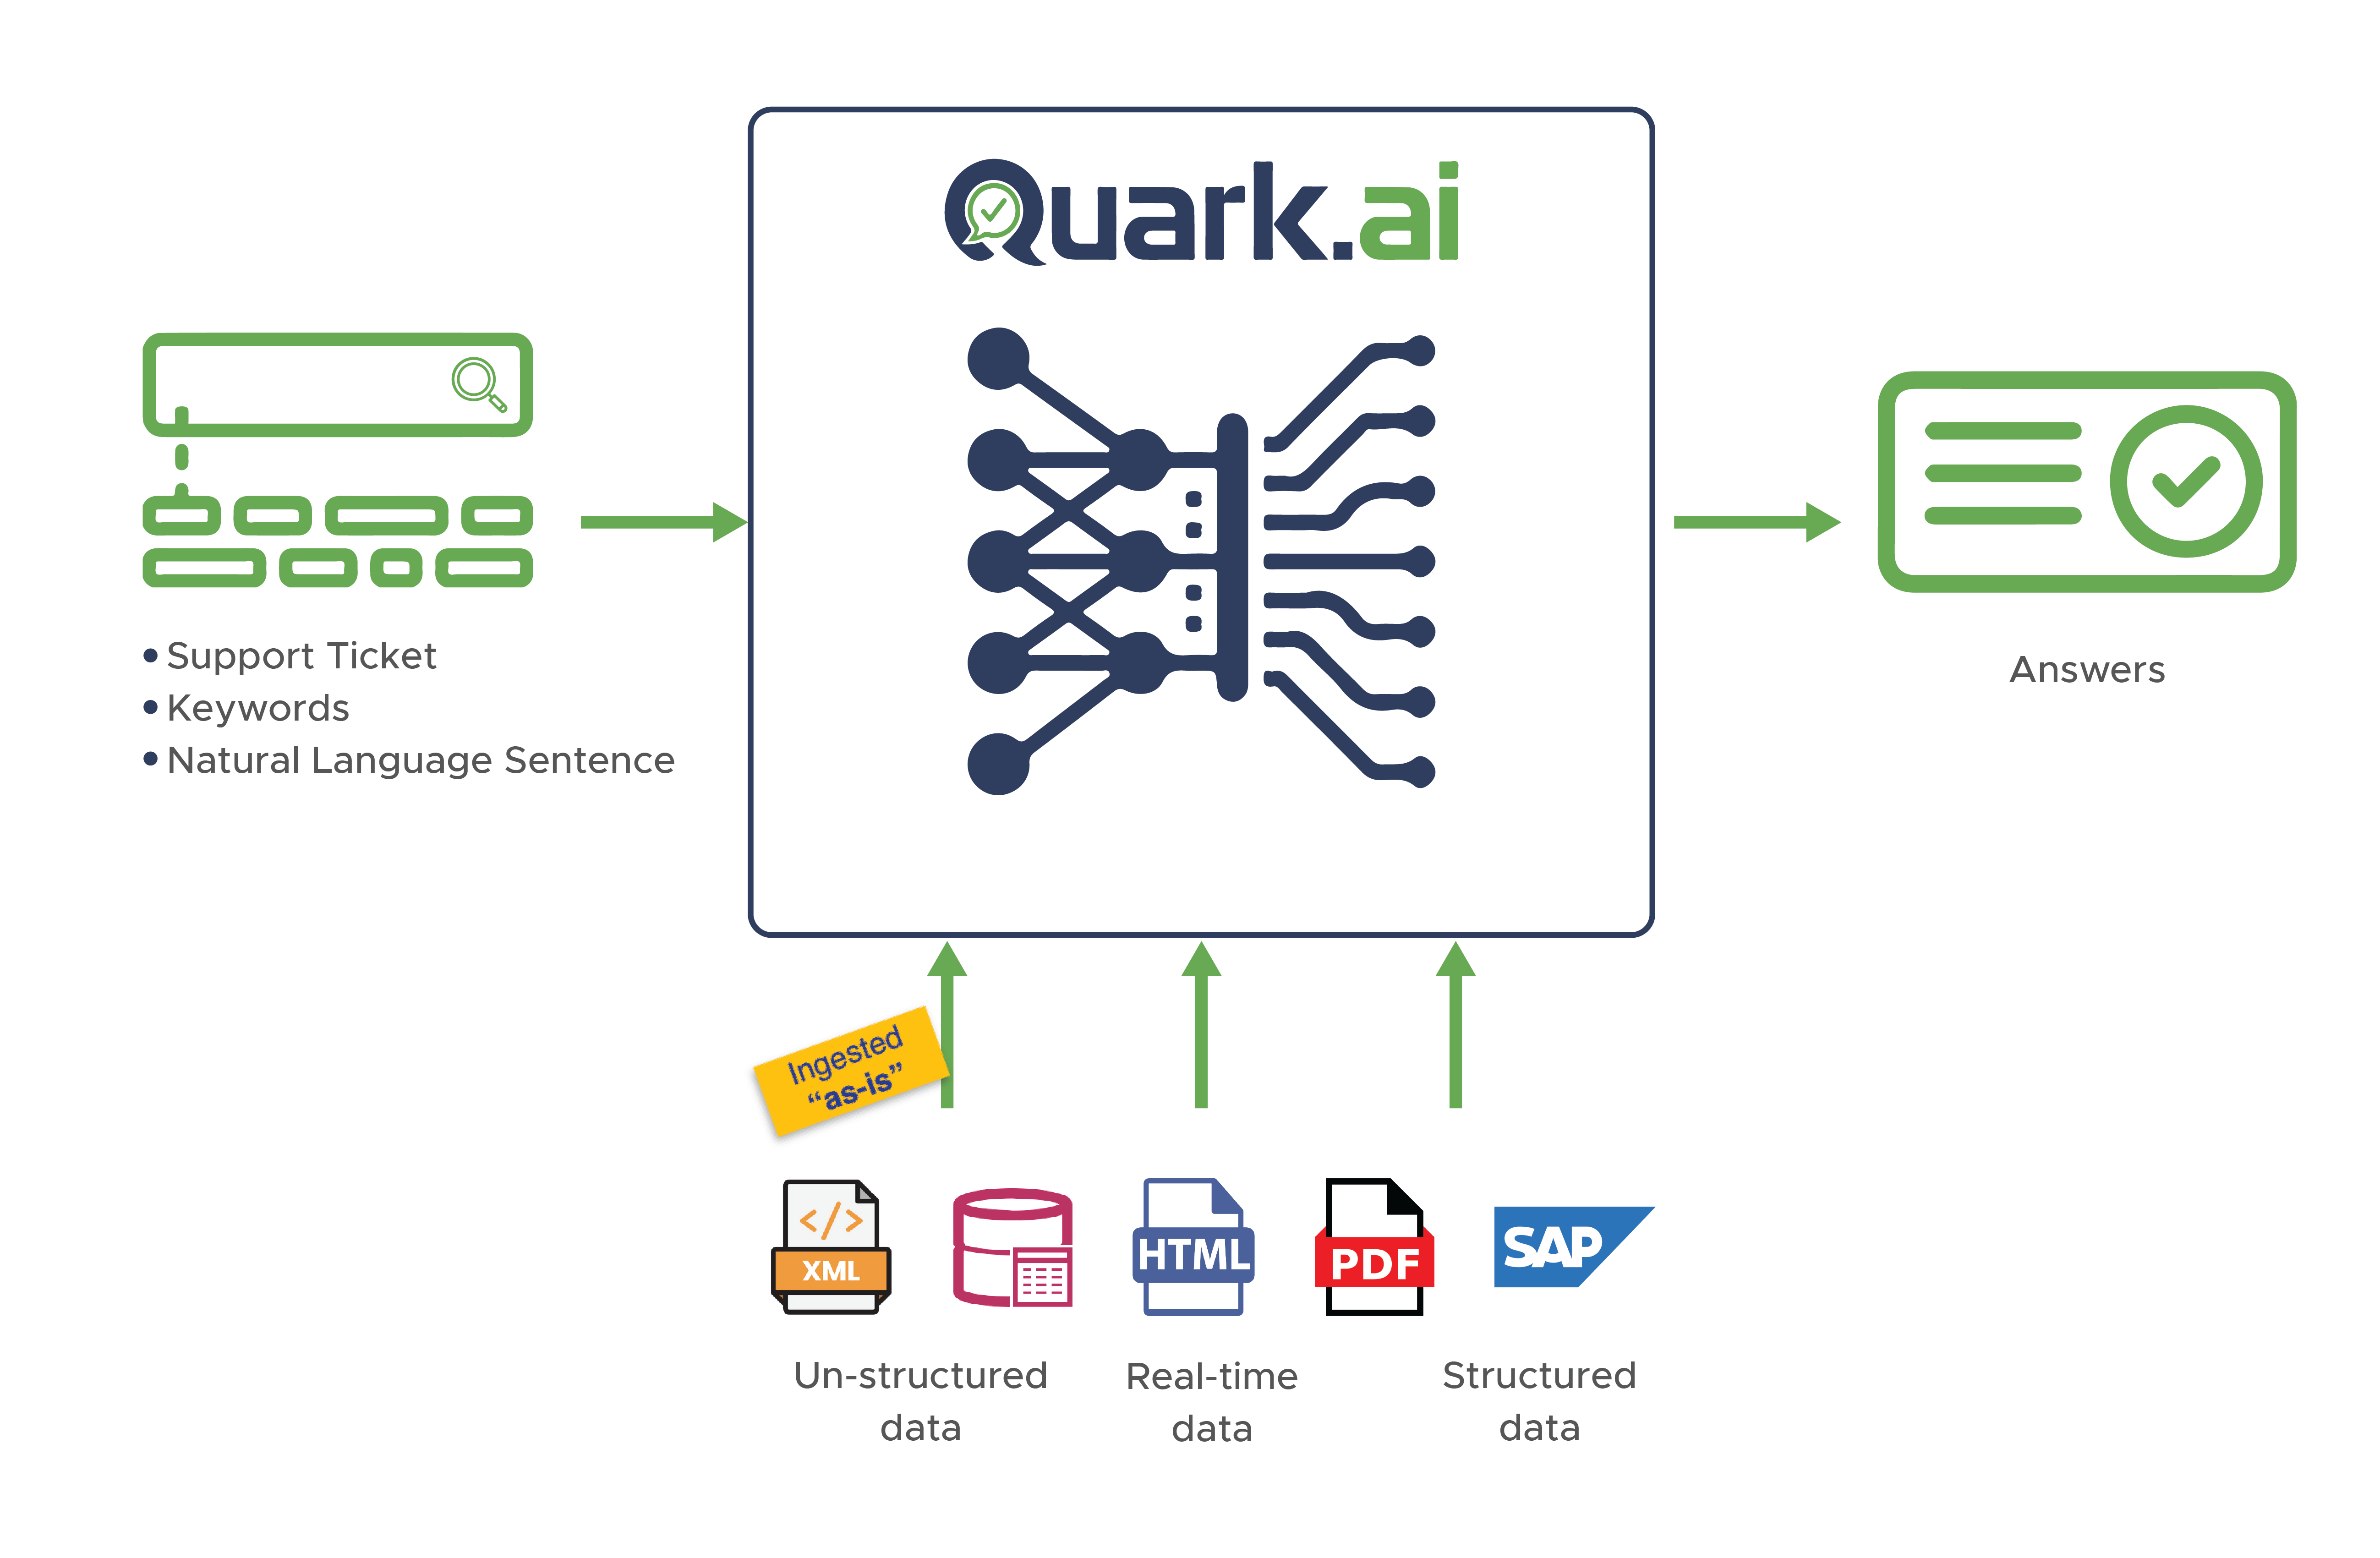 Quark.ai
• Support Ticket
• Keywords
• Natural Language Sentence
Answers
Ingested
“as-is”
</>
XML
HTML
PDF
SAP
Un-structured
data
Real-time
data
Structured
data